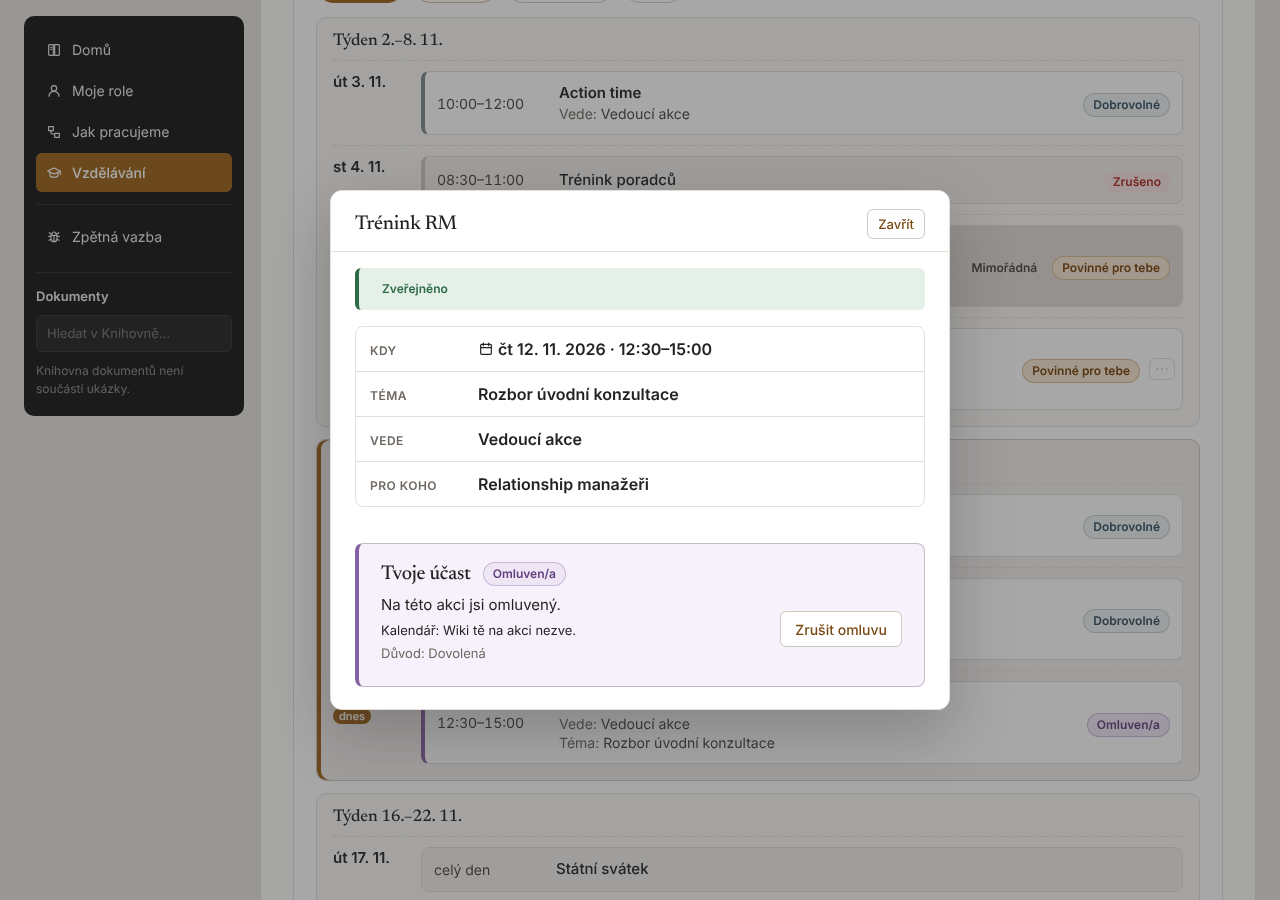 Domů
Moje role
Jak pracujeme
Vzdělávání
Zpětná vazba
Dokumenty
Hledat v Knihovně...
Knihovna dokumentů není
součástí ukázky.
Týden 2.–8. 11.
út 3. 11.
10:00–12:00
Action time
Vede: Vedoucí akce
Dobrovolné
st 4. 11.
08:30–11:00
Trénink poradců
Zrušeno
Mimořádná
Povinné pro tebe
Povinné pro tebe
...
Dobrovolné
Dobrovolné
Trénink RM
Zavřít
Zveřejněno
KDY
čt 12. 11. 2026 · 12:30–15:00
TÉMA
Rozbor úvodní konzultace
VEDE
Vedoucí akce
PRO KOHO
Relationship manažeři
Tvoje účast
Omluven/a
Na této akci jsi omluvený.
Kalendář: Wiki tě na akci nezve.
Důvod: Dovolená
Zrušit omluvu
dnes
12:30–15:00
Vede: Vedoucí akce
Téma: Rozbor úvodní konzultace
Omluven/a
Týden 16.–22. 11.
út 17. 11.
celý den
Státní svátek